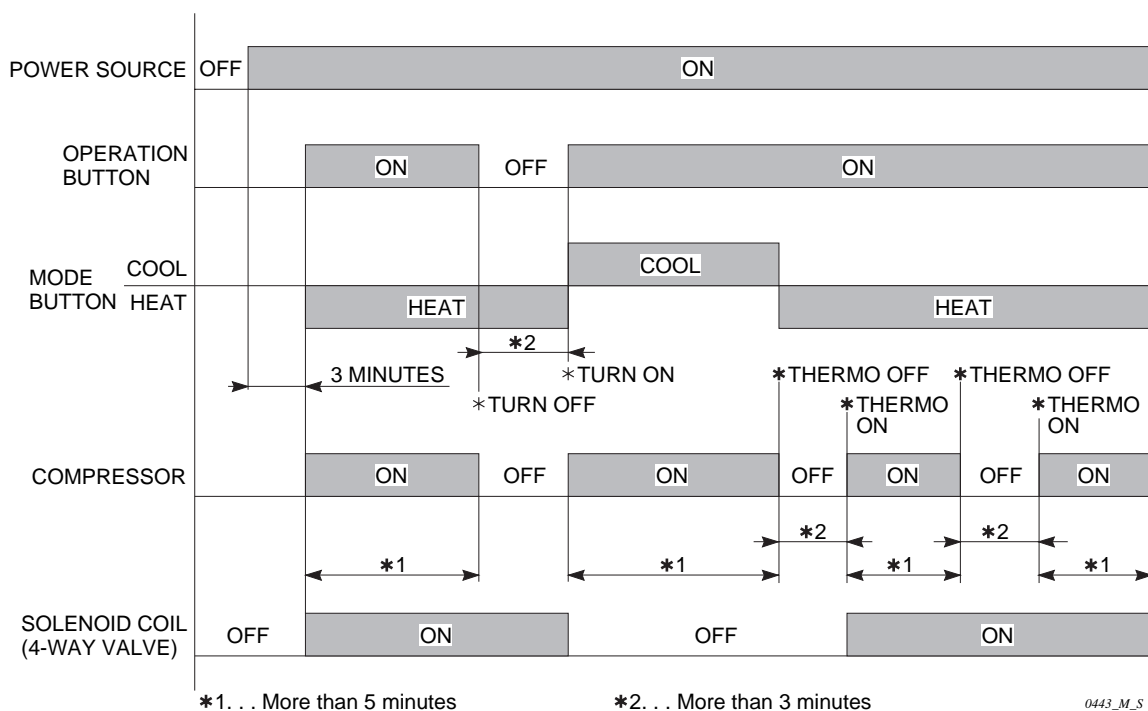 POWER SOURCE OFF ON
OPERATION
BUTTON
ON OFF ON
MODE
BUTTON
COOL
HEAT
COOL
HEAT HEAT
✱2
3 MINUTES
✱TURN ON
✱TURN OFF
✱THERMO OFF ✱THERMO OFF
✱THERMO
ON
✱THERMO
ON
COMPRESSOR ON OFF ON OFF ON OFF ON
✱2 ✱2
✱1 ✱1 ✱1 ✱1
SOLENOID COIL
(4-WAY VALVE)
OFF ON OFF ON
✱1. . . More than 5 minutes ✱2. . . More than 3 minutes
0443_M_S